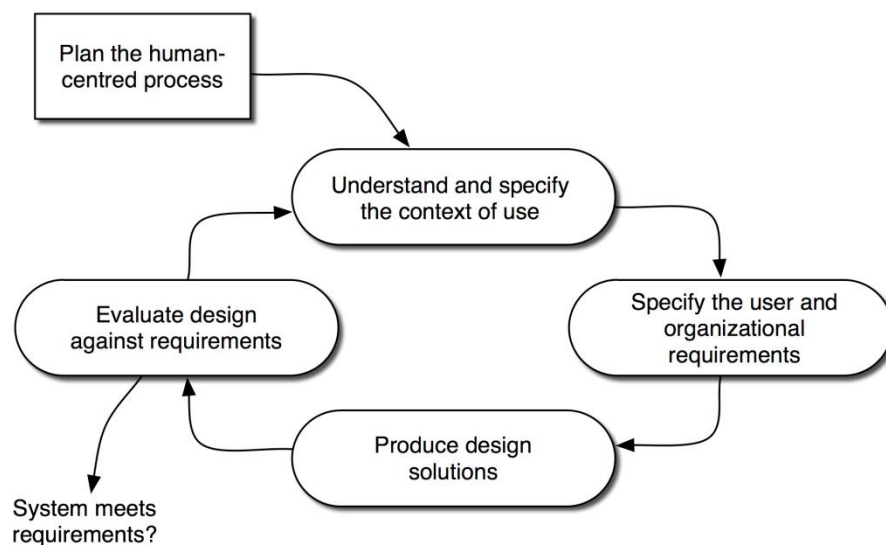 Plan the human-
centred process
Understand and specify
the context of use
Specify the user and
organizational
requirements
Produce design
solutions
Evaluate design
against requirements
System meets
requirements?